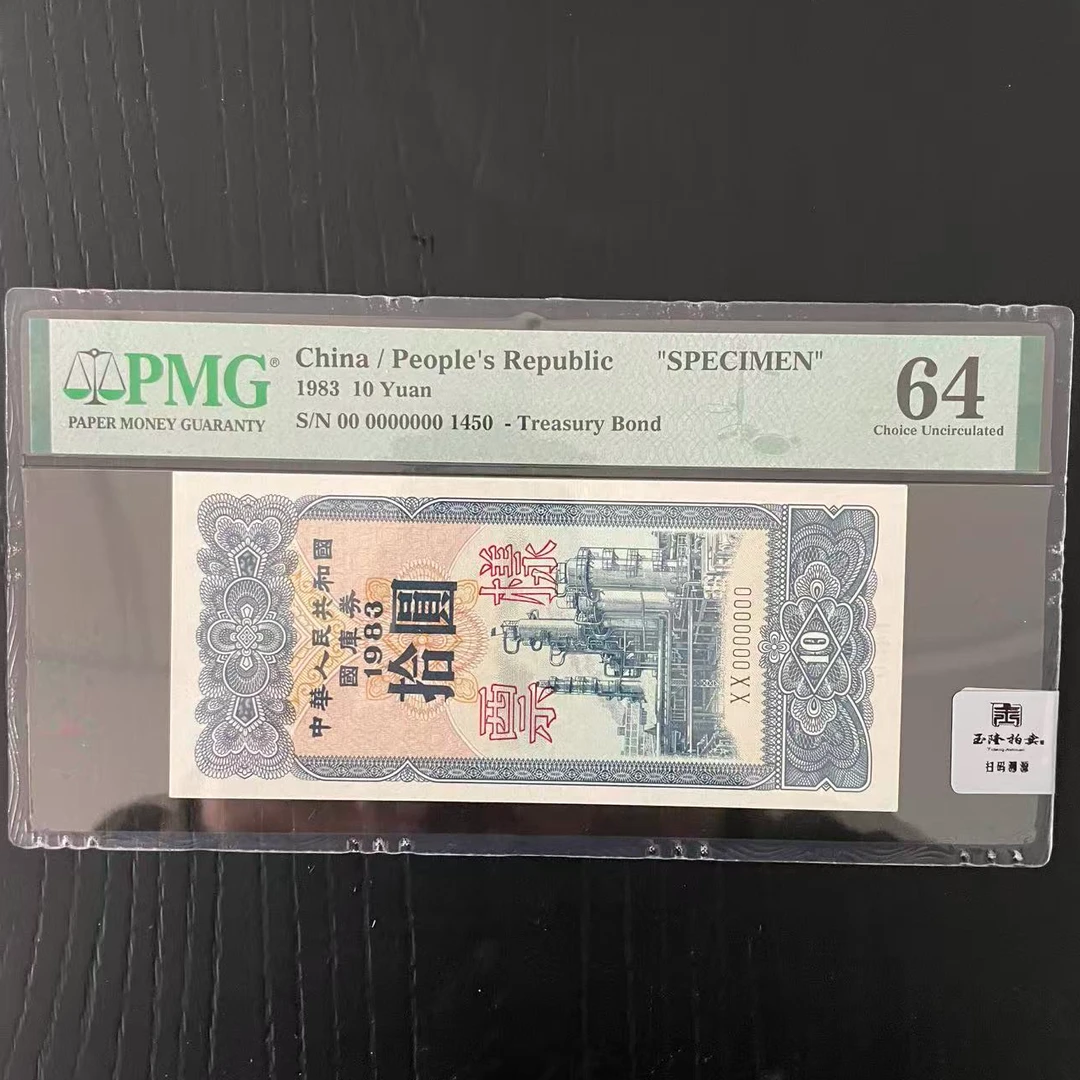 PMG®
PAPER MONEY GUARANTY
China / People's Republic "SPECIMEN"
1983 10 Yuan
S/N 00 0000000 1450 - Treasury Bond
64
Choice Uncirculated
中華人民共和國
國庫券
1983
拾圓
樣
票
XX0000000
10
玉隆拍卖
扫码溯源